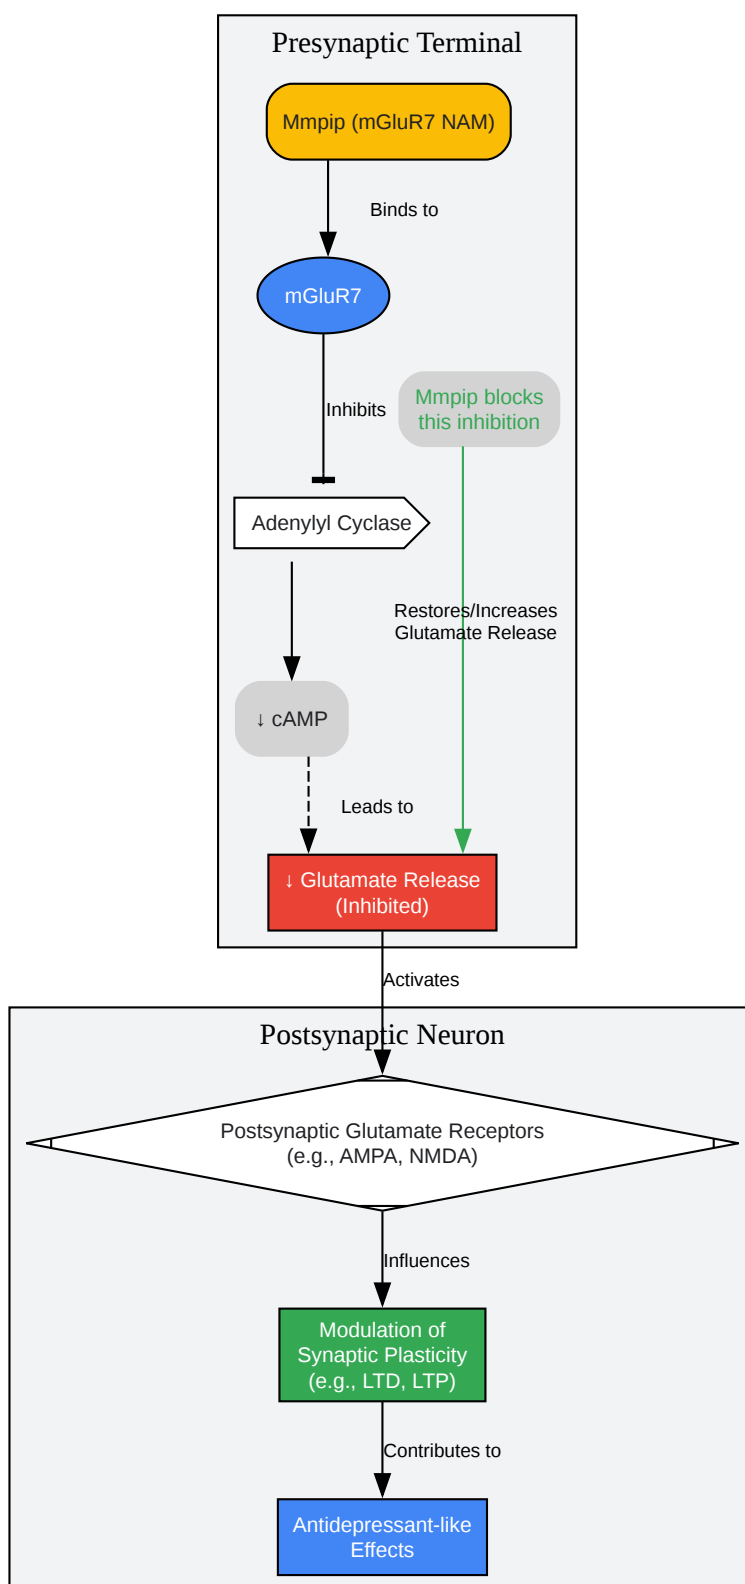 Presynaptic Terminal
Mmpip (mGluR7 NAM)
Binds to
mGluR7
Mmpip blocks
this inhibition
Inhibits
Adenylyl Cyclase
Restores/Increases
Glutamate Release
↓ cAMP
Leads to
↓ Glutamate Release
(Inhibited)
Activates
Postsynaptic Neuron
Postsynaptic Glutamate Receptors
(e.g., AMPA, NMDA)
Influences
Modulation of
Synaptic Plasticity
(e.g., LTD, LTP)
Contributes to
Antidepressant-like
Effects